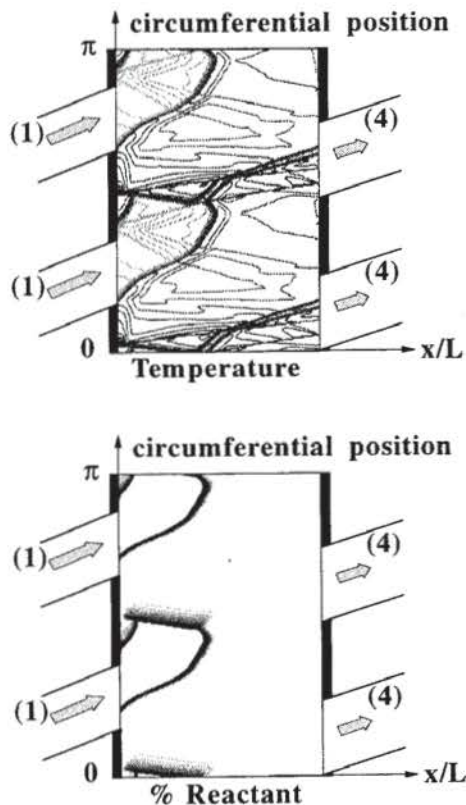 circumferential position
π
(1)
(4)
(1)
(4)
0
x/L
Temperature
circumferential position
π
(1)
(4)
(1)
(4)
0
x/L
% Reactant